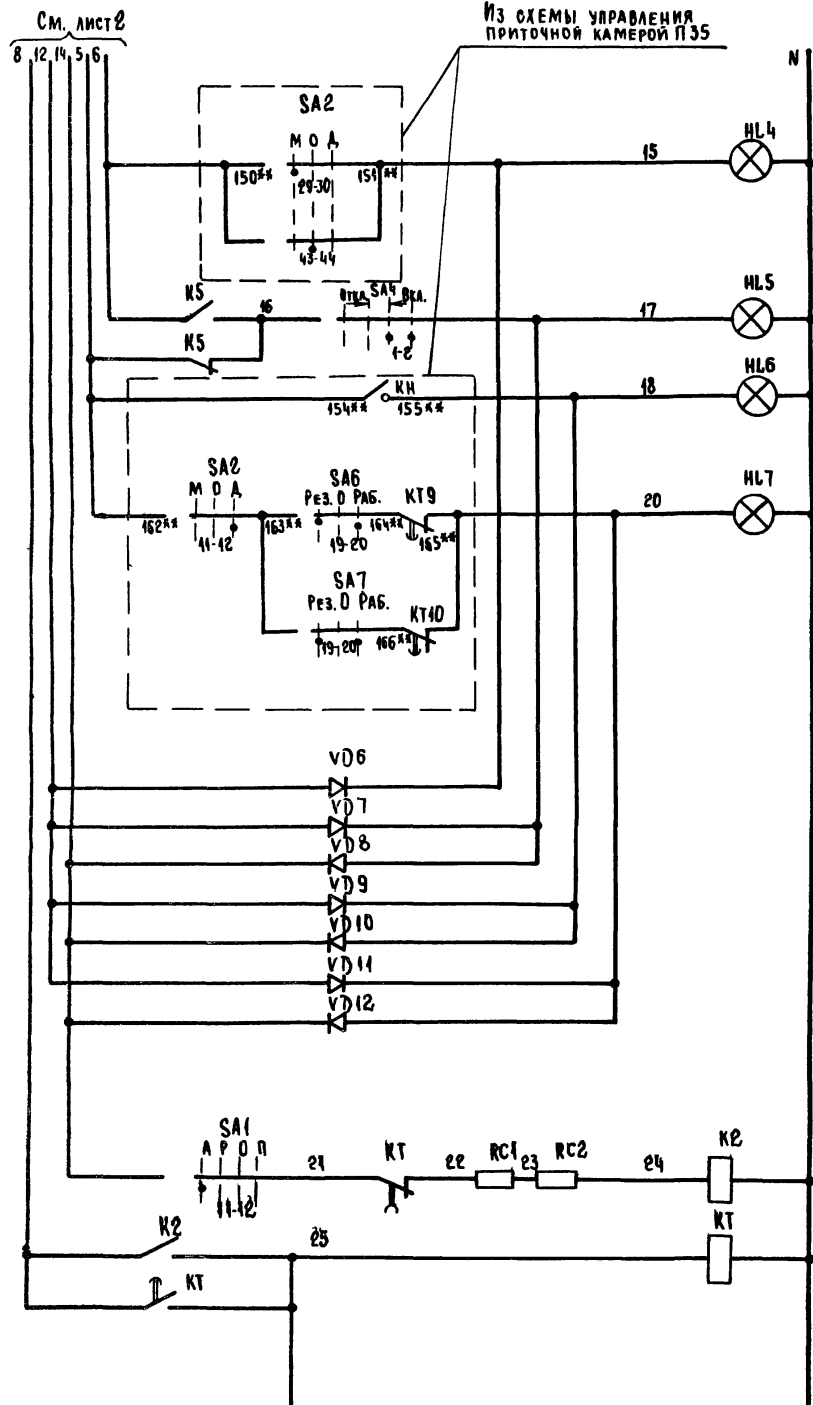 См. лист 2
Из схемы управления
приточной камерой П35
8 12 14 5 6
N
SA2
М О Д
150** 29-30 151**
15
HL4
43-44
K5
16
Откл. SA4 Вкл.
1-2
17
HL5
K5
КН
154** 155**
18
HL6
SA2
М О Д
162** 11-12 163**
SA6
Рез. О Раб.
19-20
164** КТ9 165**
20
HL7
SA7
Рез. О Раб.
19-20
166** КТ10
VD6
VD7
VD8
VD9
VD10
VD11
VD12
SA1
А Р О П
11-12
21
КТ
22 RC1 23 RC2 24
К2
К2
25
КТ
КТ